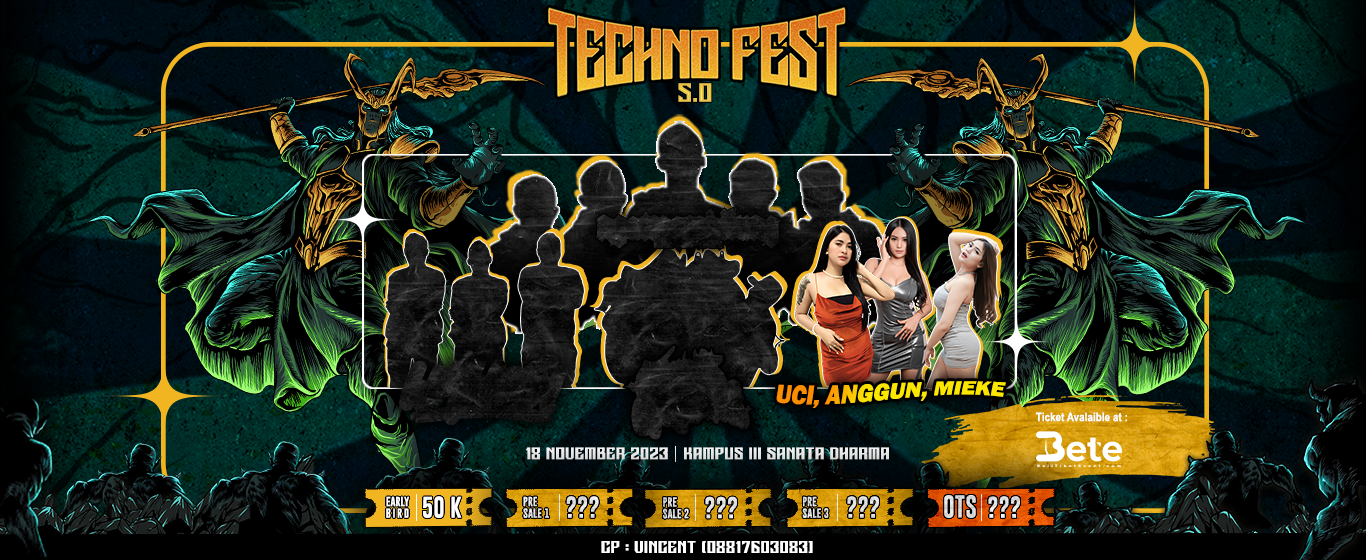 TECHNO FEST
5.0
UCI, ANGGUN, MIEKE
Ticket Avalaible at :
Bete
18 NOVEMBER 2023 | KAMPUS III SANATA DHARMA
EARLY BIRD | 50 K
PRE SALE 1 | ???
PRE SALE 2 | ???
PRE SALE 3 | ???
OTS | ???
CP : VINCENT (08817603083)